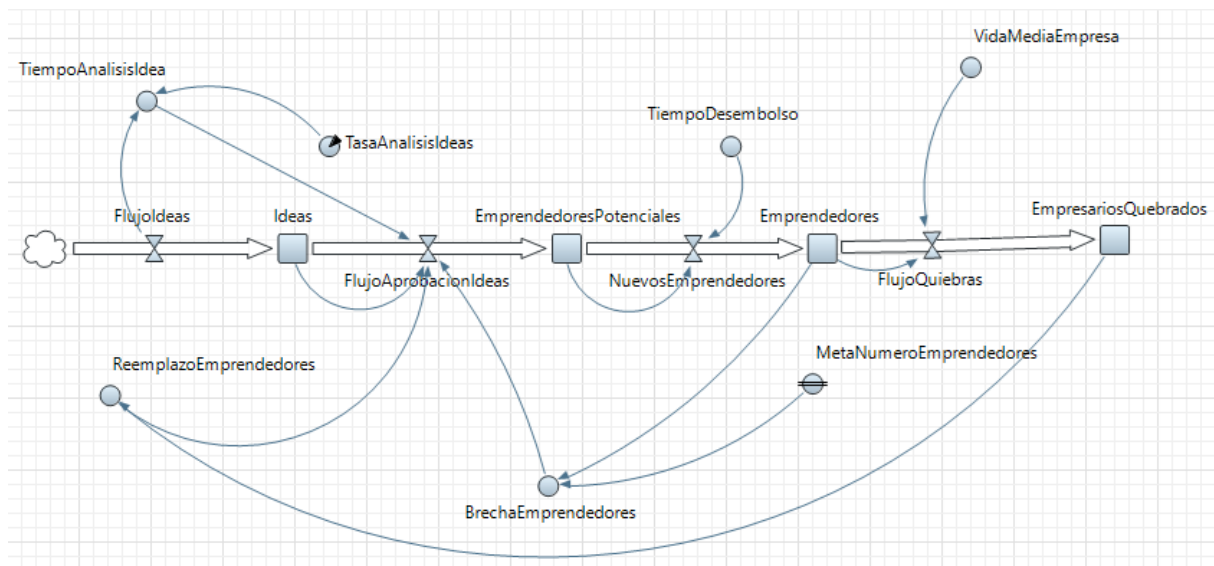 VidaMediaEmpresa
TiempoAnalisisIdea
TiempoDesembolso
TasaAnalisisIdeas
FlujoIdeas
Ideas
EmprendedoresPotenciales
Emprendedores
EmpresariosQuebrados
FlujoAprobacionIdeas
NuevosEmprendedores
FlujoQuiebras
ReemplazoEmprendedores
MetaNumeroEmprendedores
BrechaEmprendedores